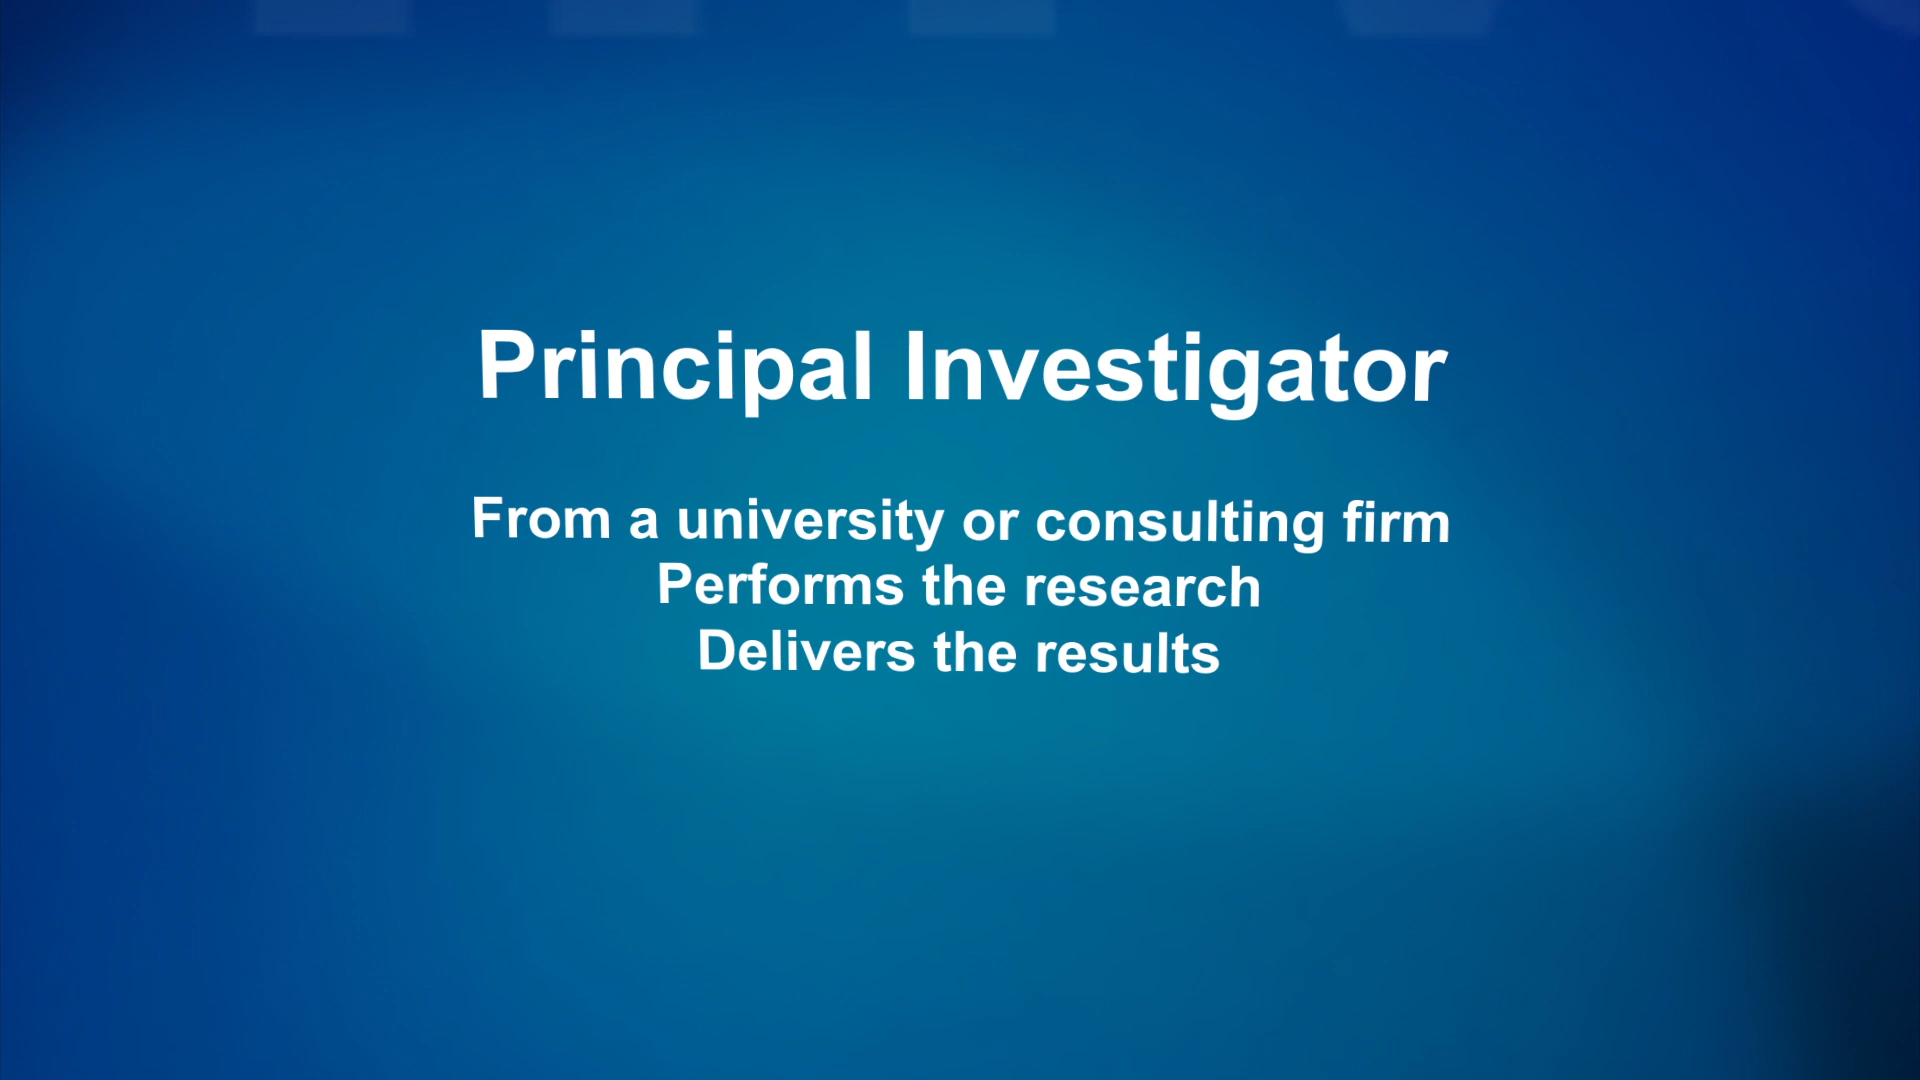 Principal Investigator
From a university or consulting firm
Performs the research
Delivers the results